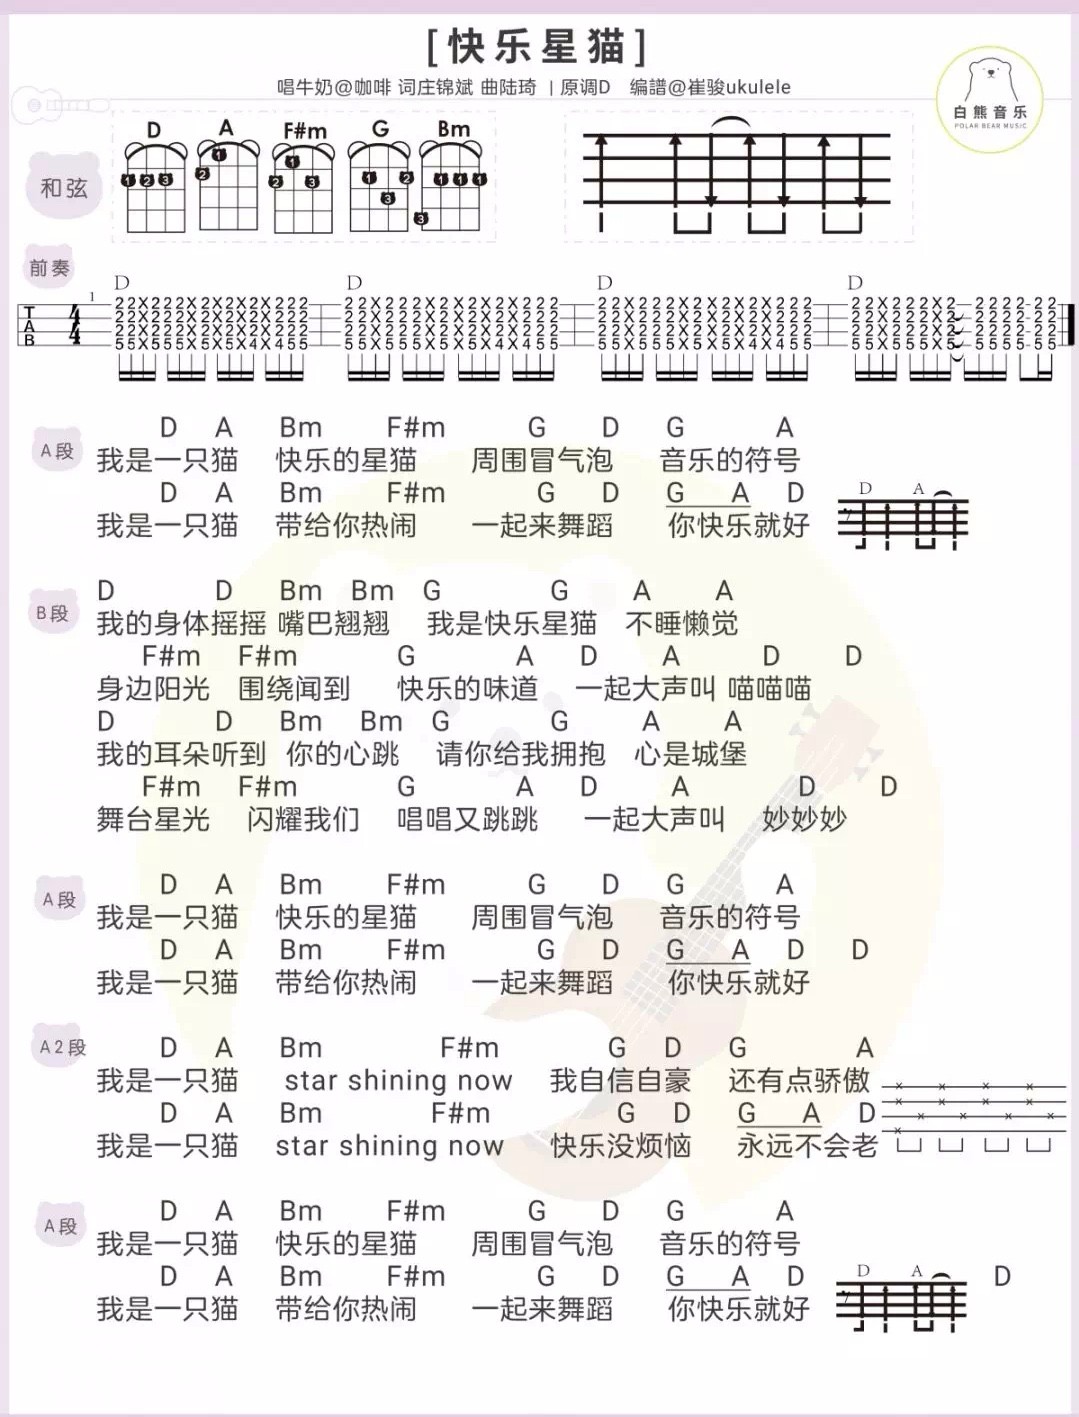 [快乐星猫]
唱牛奶@咖啡 词庄锦斌 曲陆琦 | 原调D 编譜@崔骏ukulele
白熊音乐
POLAR BEAR MUSIC
和弦
D A F#m G Bm
前奏
D D D D
A段
D A Bm F#m G D G A
我是一只猫 快乐的星猫 周围冒气泡 音乐的符号
D A Bm F#m G D G A D
我是一只猫 带给你热闹 一起来舞蹈 你快乐就好
D A
B段
D D Bm Bm G G A A
我的身体摇摇 嘴巴翘翘 我是快乐星猫 不睡懒觉
F#m F#m G A D A D D
身边阳光 围绕闻到 快乐的味道 一起大声叫 喵喵喵
D D Bm Bm G G A A
我的耳朵听到 你的心跳 请你给我拥抱 心是城堡
F#m F#m G A D A D D
舞台星光 闪耀我们 唱唱又跳跳 一起大声叫 妙妙妙
A段
D A Bm F#m G D G A
我是一只猫 快乐的星猫 周围冒气泡 音乐的符号
D A Bm F#m G D G A D D
我是一只猫 带给你热闹 一起来舞蹈 你快乐就好
A2段
D A Bm F#m G D G A
我是一只猫 star shining now 我自信自豪 还有点骄傲
D A Bm F#m G D G A D
我是一只猫 star shining now 快乐没烦恼 永远不会老
A段
D A Bm F#m G D G A
我是一只猫 快乐的星猫 周围冒气泡 音乐的符号
D A Bm F#m G D G A D
我是一只猫 带给你热闹 一起来舞蹈 你快乐就好
D A D